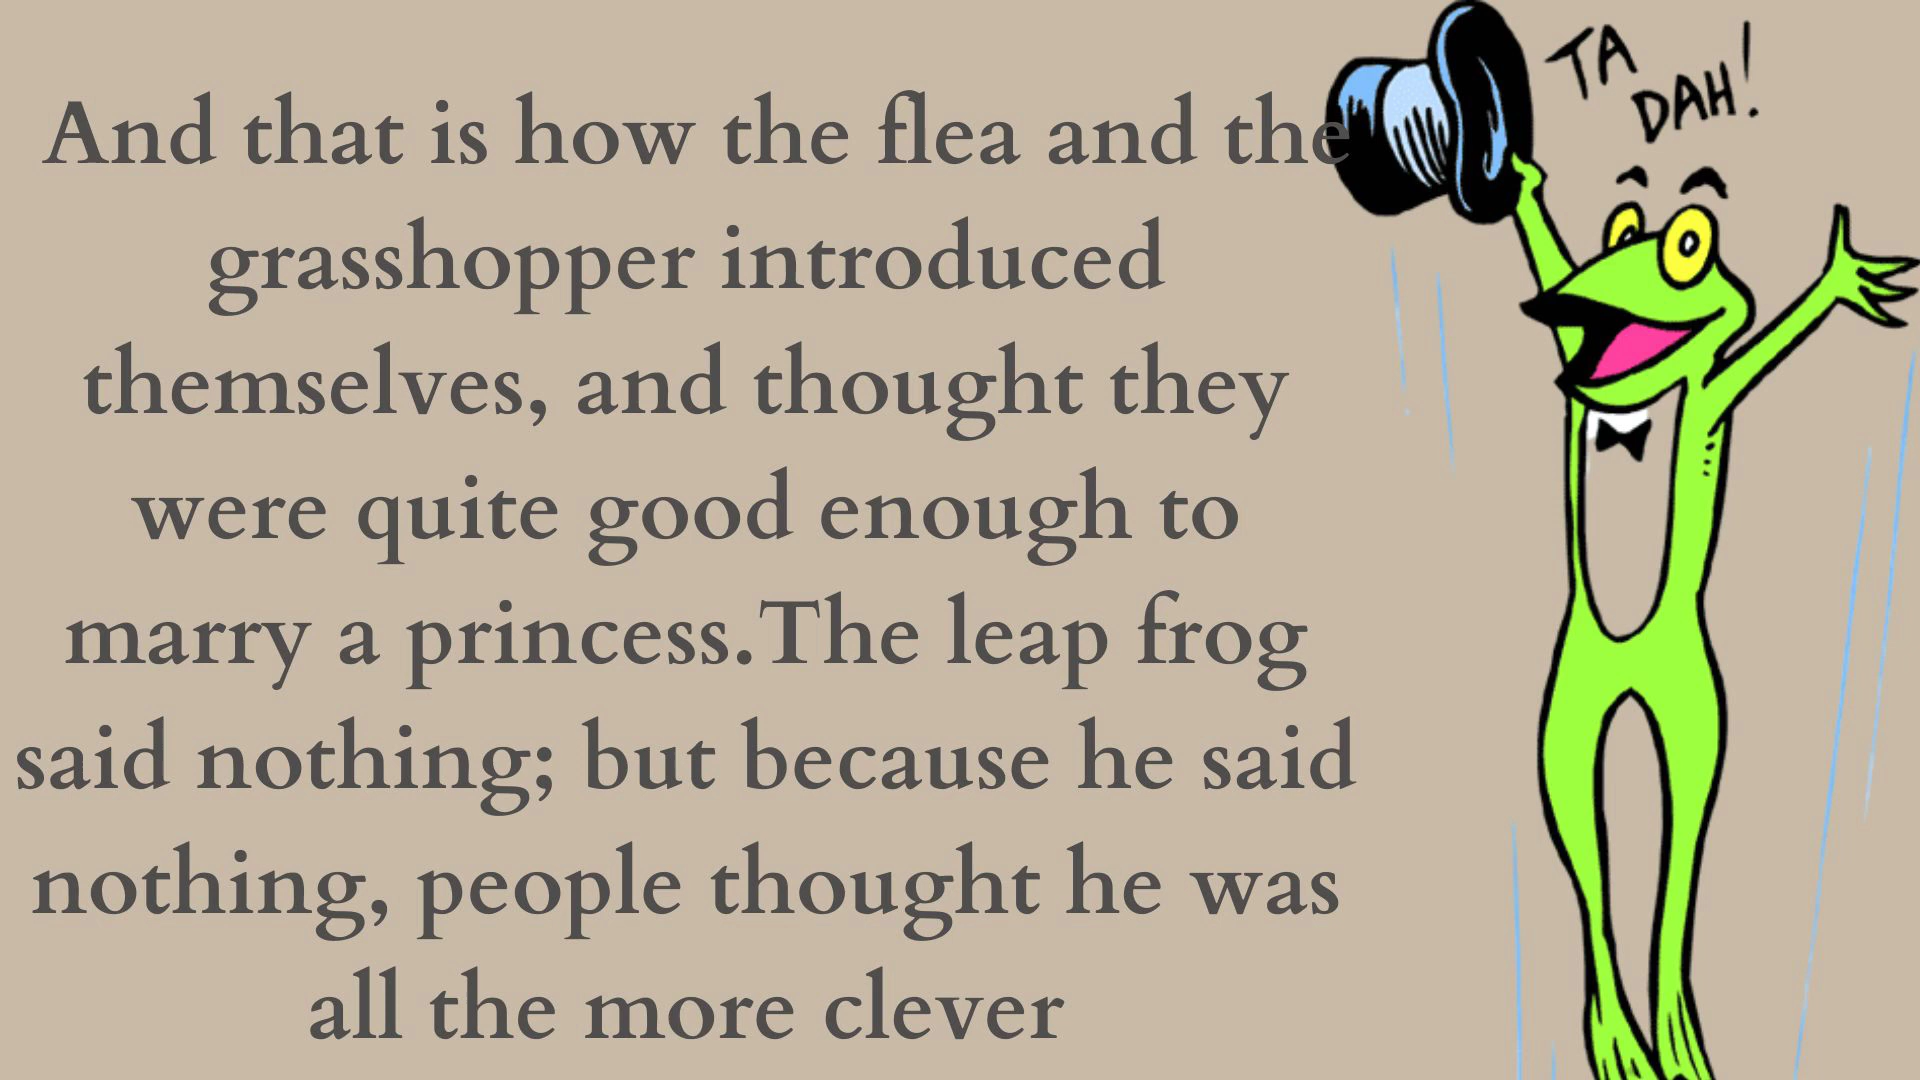 And that is how the flea and the
grasshopper introduced
themselves, and thought they
were quite good enough to
marry a princess.The leap frog
said nothing; but because he said
nothing, people thought he was
all the more clever
TA
DAH!